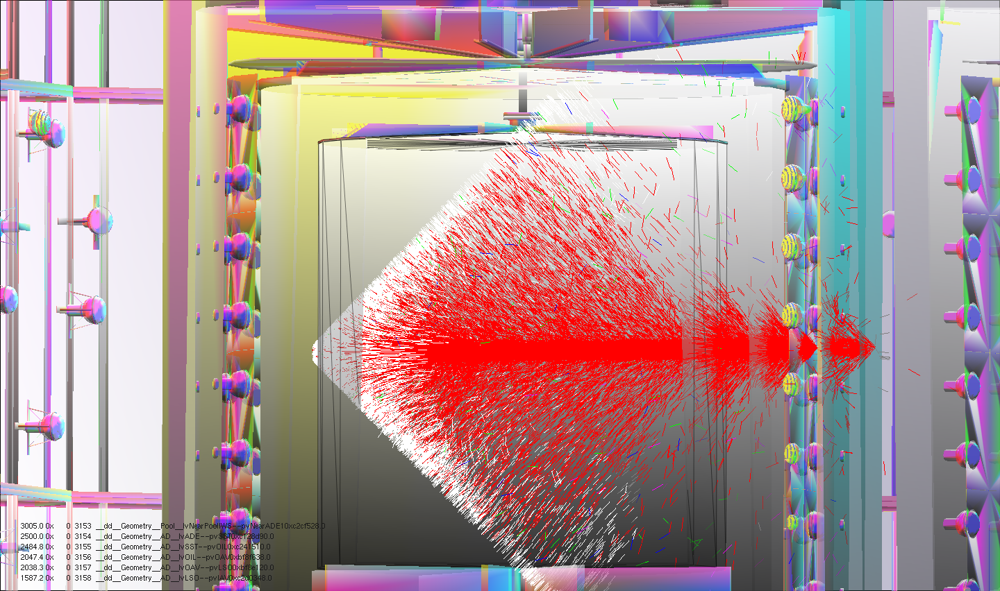 3005.0 0x 0 3153 __dd__Geometry__Pool__lvNearPoolIWS--pvNearADE10xc2cf528.0
2500.0 0x 0 3154 __dd__Geometry__AD__lvADE--pvSST0xc128d90.0
2484.8 0x 0 3155 __dd__Geometry__AD__lvSST--pvOIL0xc241510.0
2047.4 0x 0 3156 __dd__Geometry__AD__lvOIL--pvOAV0xbf8f638.0
2038.3 0x 0 3157 __dd__Geometry__AD__lvOAV--pvLSO0xbf8e120.0
1587.2 0x 0 3158 __dd__Geometry__AD__lvLSO--pvIAV0xc2d0348.0